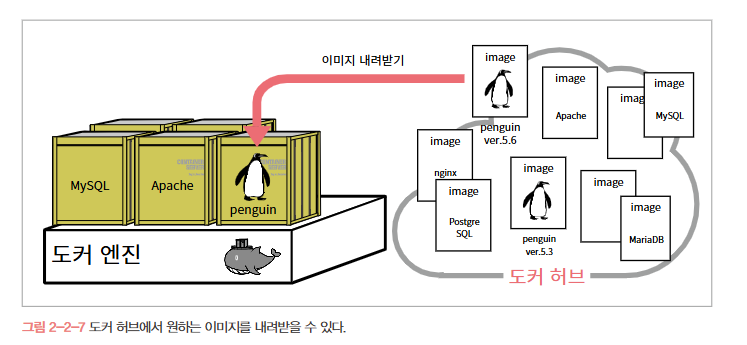 이미지 내려받기
image
penguin
ver.5.6
image
Apache
imag
image
MySQL
image
nginx
image
Postgre
SQL
image
penguin
ver.5.3
image
image
MariaDB
도커 허브
MySQL
Apache
penguin
도커 엔진
그림 2-2-7 도커 허브에서 원하는 이미지를 내려받을 수 있다.